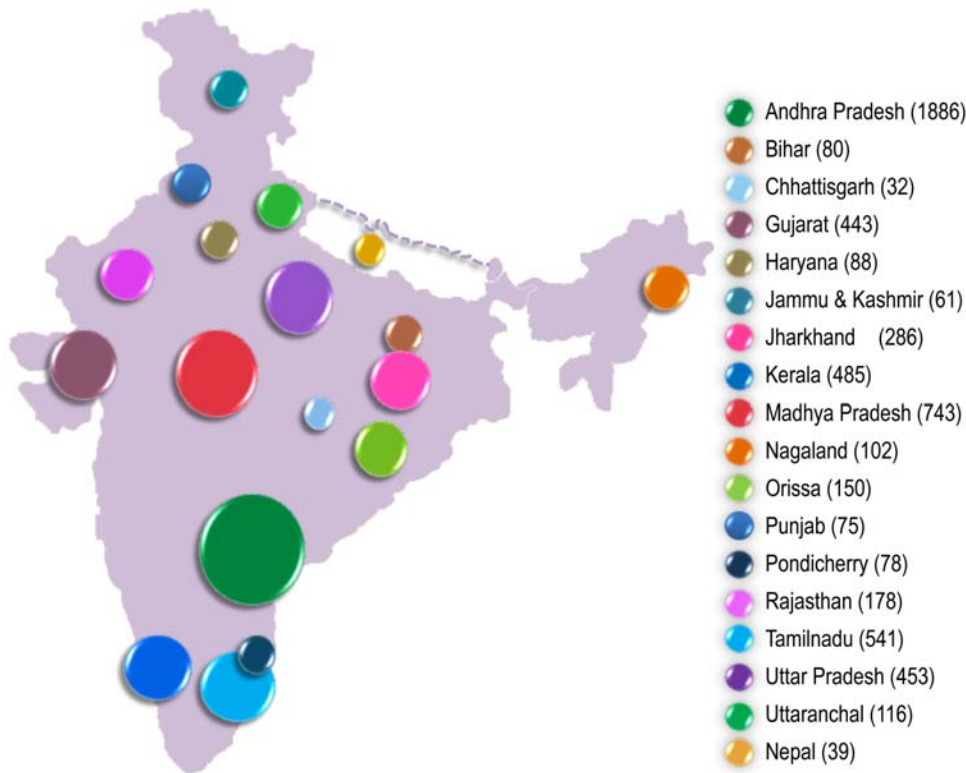 Andhra Pradesh (1886)
Bihar (80)
Chhattisgarh (32)
Gujarat (443)
Haryana (88)
Jammu & Kashmir (61)
Jharkhand (286)
Kerala (485)
Madhya Pradesh (743)
Nagaland (102)
Orissa (150)
Punjab (75)
Pondicherry (78)
Rajasthan (178)
Tamilnadu (541)
Uttar Pradesh (453)
Uttaranchal (116)
Nepal (39)